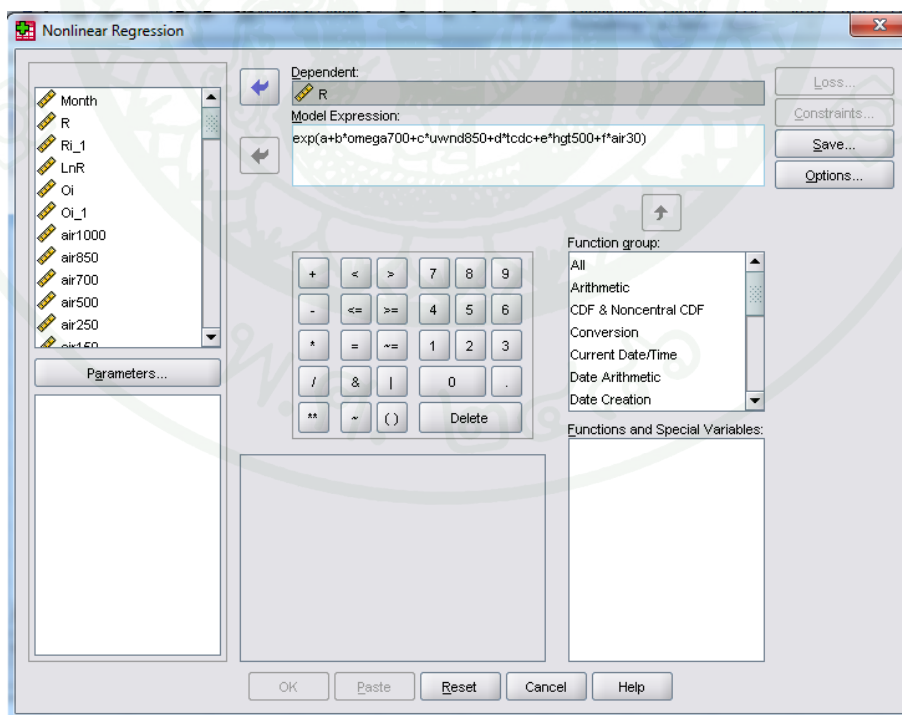 Nonlinear Regression
Month
R
Ri_1
LnR
Oi
Oi_1
air1000
air850
air700
air500
air250
air150
Parameters...
Dependent:
R
Model Expression:
exp(a+b*omega700+c*uwnd850+d*tcdc+e*hgt500+f*air30)
+ < > 7 8 9
- <= >= 4 5 6
* = ~= 1 2 3
/ & | 0 .
** ~ ( ) Delete
Function group:
All
Arithmetic
CDF & Noncentral CDF
Conversion
Current Date/Time
Date Arithmetic
Date Creation
Functions and Special Variables:
Loss...
Constraints...
Save...
Options...
OK Paste Reset Cancel Help